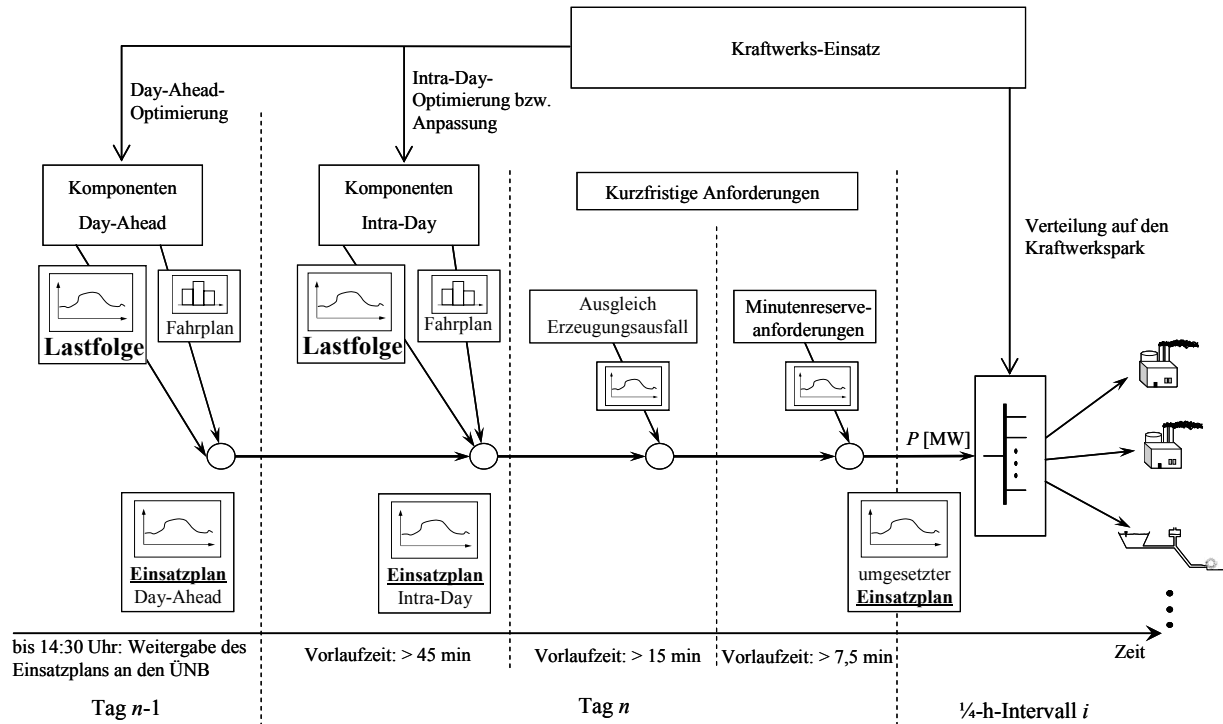 Kraftwerks-Einsatz
Day-Ahead-
Optimierung
Intra-Day-
Optimierung bzw.
Anpassung
Komponenten
Day-Ahead
Komponenten
Intra-Day
Kurzfristige Anforderungen
Verteilung auf den
Kraftwerkspark
Lastfolge
Fahrplan
Lastfolge
Fahrplan
Ausgleich
Erzeugungsausfall
Minutenreserve-
anforderungen
P [MW]
Einsatzplan
Day-Ahead
Einsatzplan
Intra-Day
umgesetzter
Einsatzplan
bis 14:30 Uhr: Weitergabe des
Einsatzplans an den ÜNB
Vorlaufzeit: > 45 min
Vorlaufzeit: > 15 min
Vorlaufzeit: > 7,5 min
Zeit
Tag n-1
Tag n
¼-h-Intervall i